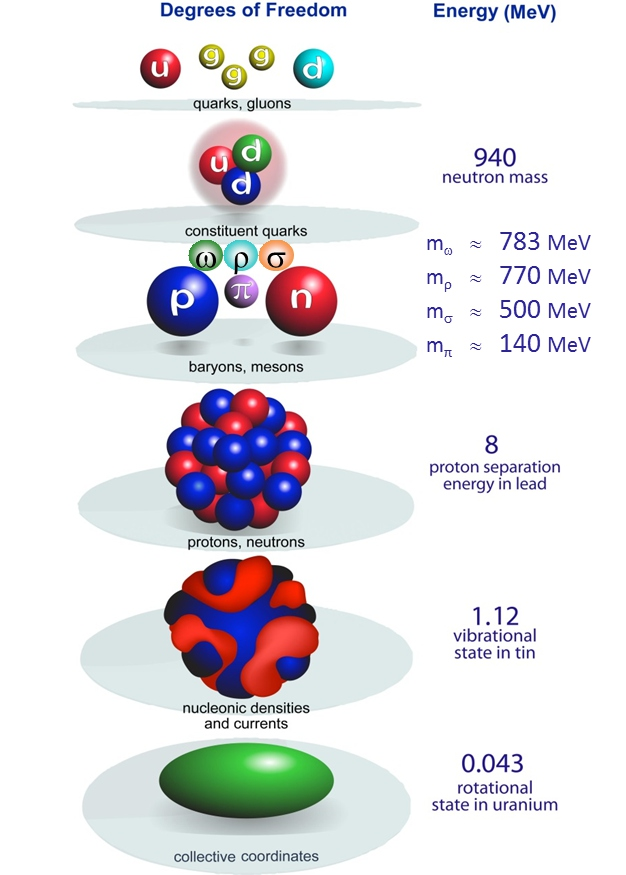 Degrees of Freedom
Energy (MeV)
u g g g d
quarks, gluons
u d d
940
neutron mass
constituent quarks
ω ρ σ
p π n
mω ≈ 783 MeV
mρ ≈ 770 MeV
mσ ≈ 500 MeV
mπ ≈ 140 MeV
baryons, mesons
8
proton separation
energy in lead
protons, neutrons
1.12
vibrational
state in tin
nucleonic densities
and currents
0.043
rotational
state in uranium
collective coordinates